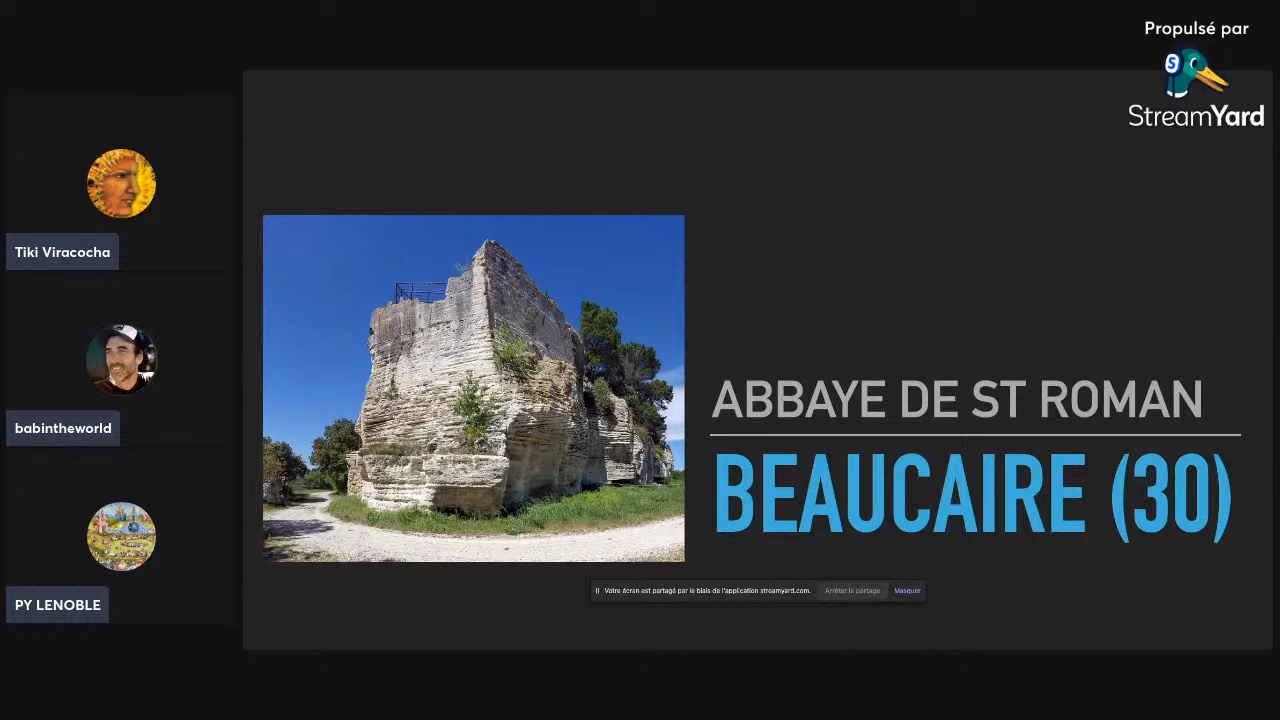 Propulsé par
S
StreamYard
Tiki Viracocha
babintheworld
PY LENOBLE
ABBAYE DE ST ROMAN
BEAUCAIRE (30)
Votre écran est partagé par le biais de l'application streamyard.com. Arrêter le partage Masquer